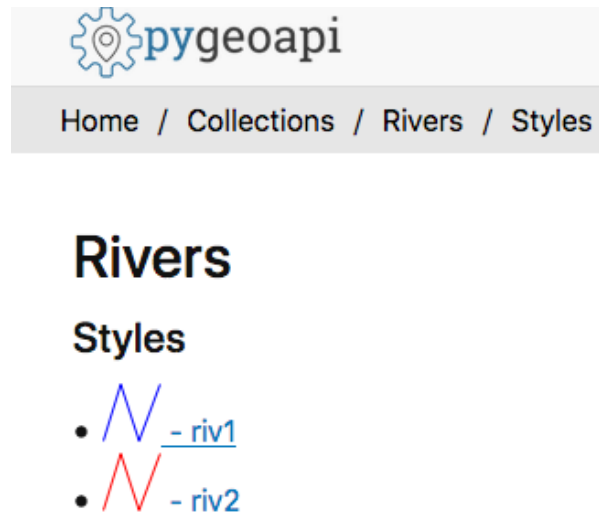 pygeoapi
Home / Collections / Rivers / Styles
Rivers
Styles
• - riv1
• - riv2